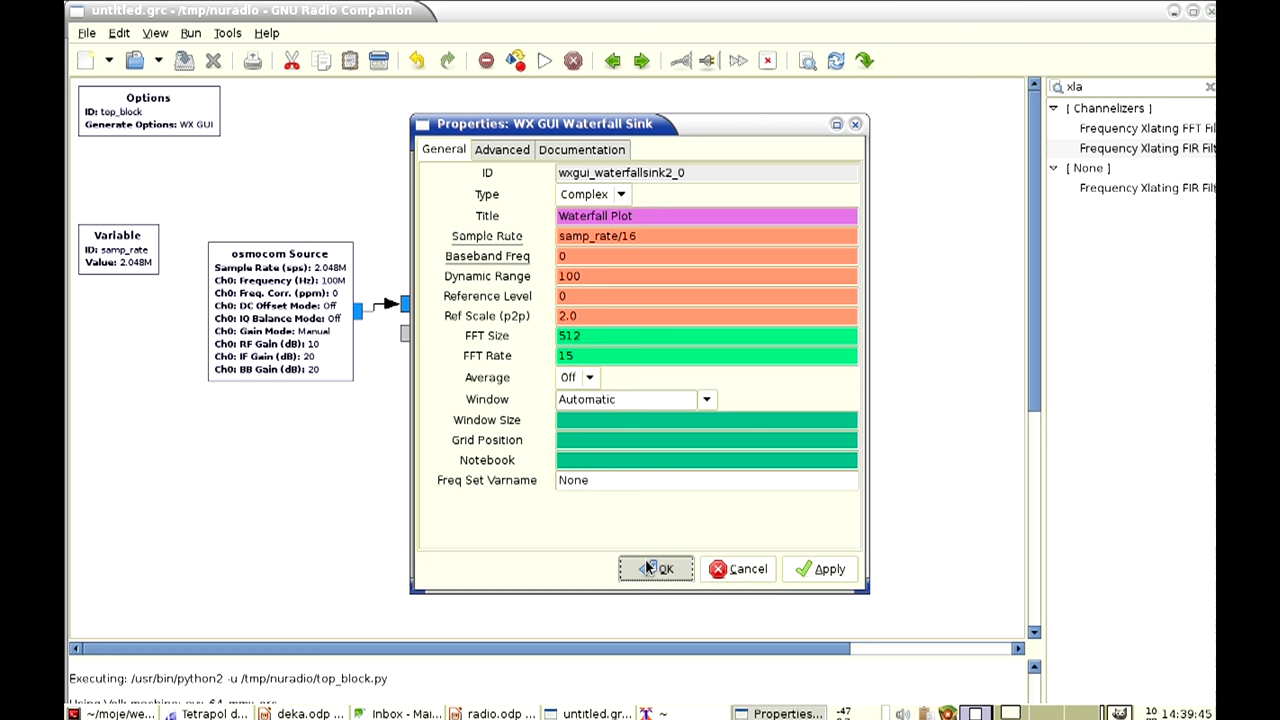 untitled.grc - /tmp/nuradio - GNU Radio Companion
File Edit View Run Tools Help
xla
Options
ID: top_block
Generate Options: WX GUI
Variable
ID: samp_rate
Value: 2.048M
osmocom Source
Sample Rate (sps): 2.048M
Ch0: Frequency (Hz): 100M
Ch0: Freq. Corr. (ppm): 0
Ch0: DC Offset Mode: Off
Ch0: IQ Balance Mode: Off
Ch0: Gain Mode: Manual
Ch0: RF Gain (dB): 10
Ch0: IF Gain (dB): 20
Ch0: BB Gain (dB): 20
Properties: WX GUI Waterfall Sink
General Advanced Documentation
ID wxgui_waterfallsink2_0
Type Complex
Title Waterfall Plot
Sample Rate samp_rate/16
Baseband Freq 0
Dynamic Range 100
Reference Level 0
Ref Scale (p2p) 2.0
FFT Size 512
FFT Rate 15
Average Off
Window Automatic
Window Size
Grid Position
Notebook
Freq Set Varname None
OK Cancel Apply
[ Channelizers ]
Frequency Xlating FFT Fil
Frequency Xlating FIR Filt
[ None ]
Frequency Xlating FIR Filt
Executing: /usr/bin/python2 -u /tmp/nuradio/top_block.py
~/moje/we... Tetrapol d... deka.odp ... Inbox - Mai... radio.odp ... untitled.gr... ~ Properties... -47 10 14:39:45